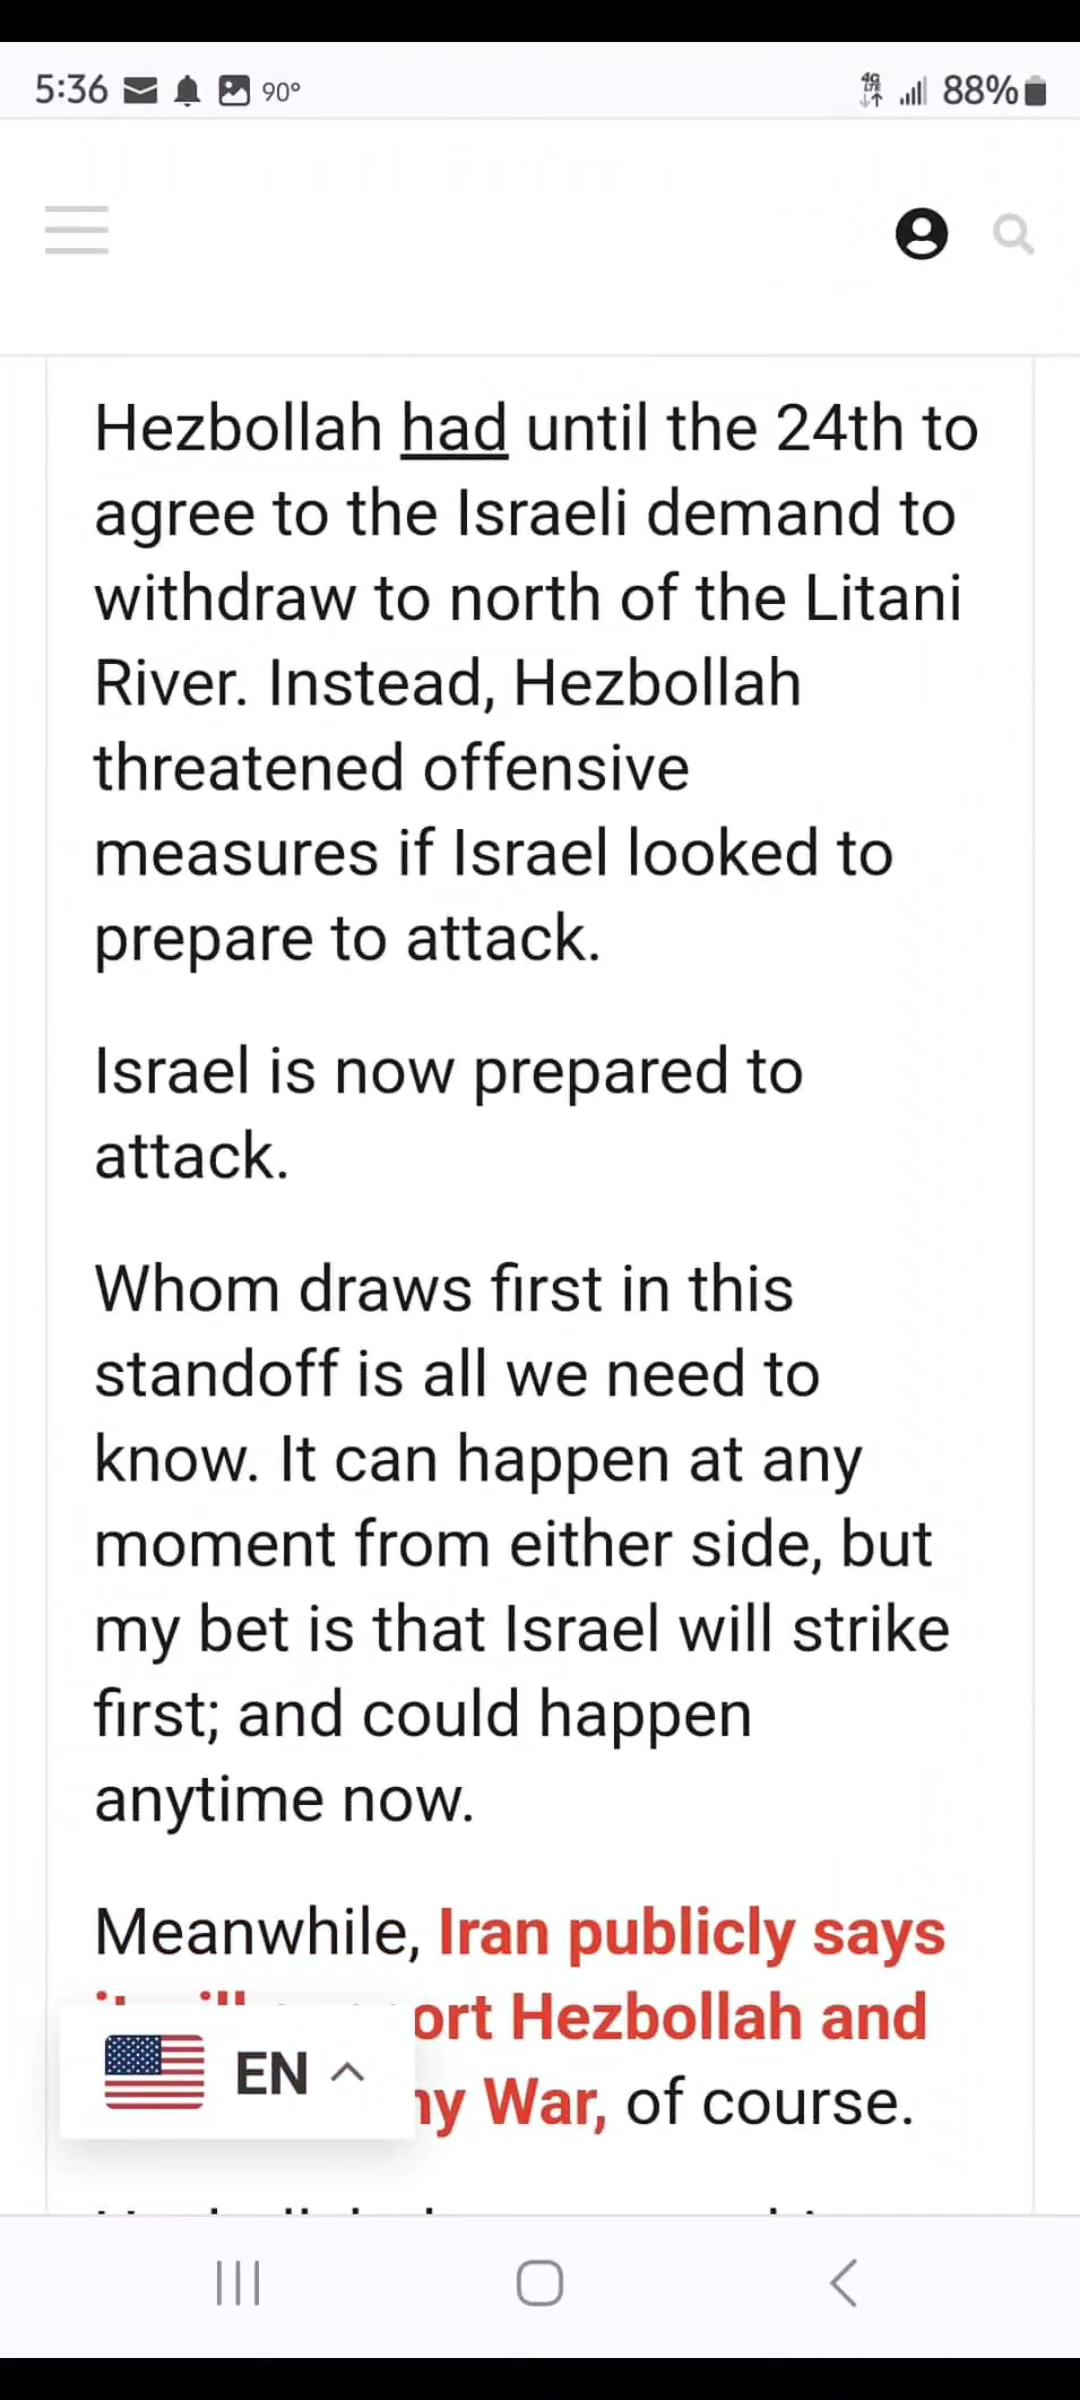 5:36 90° 4G LTE 88%
Hezbollah had until the 24th to
agree to the Israeli demand to
withdraw to north of the Litani
River. Instead, Hezbollah
threatened offensive
measures if Israel looked to
prepare to attack.
Israel is now prepared to
attack.
Whom draws first in this
standoff is all we need to
know. It can happen at any
moment from either side, but
my bet is that Israel will strike
first; and could happen
anytime now.
Meanwhile, Iran publicly says
Hezbollah and
War, of course.
EN